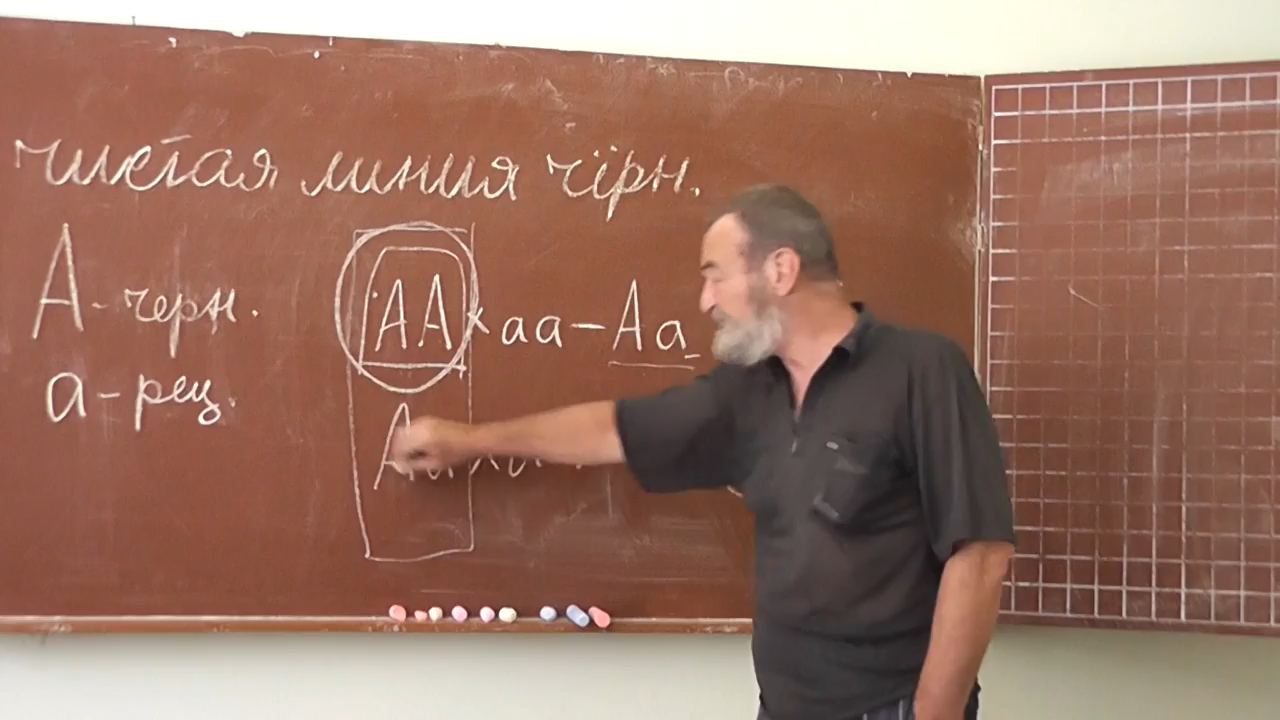 чистая линия чёрн.
А - черн.
АА × аа – Аа
а - рец.